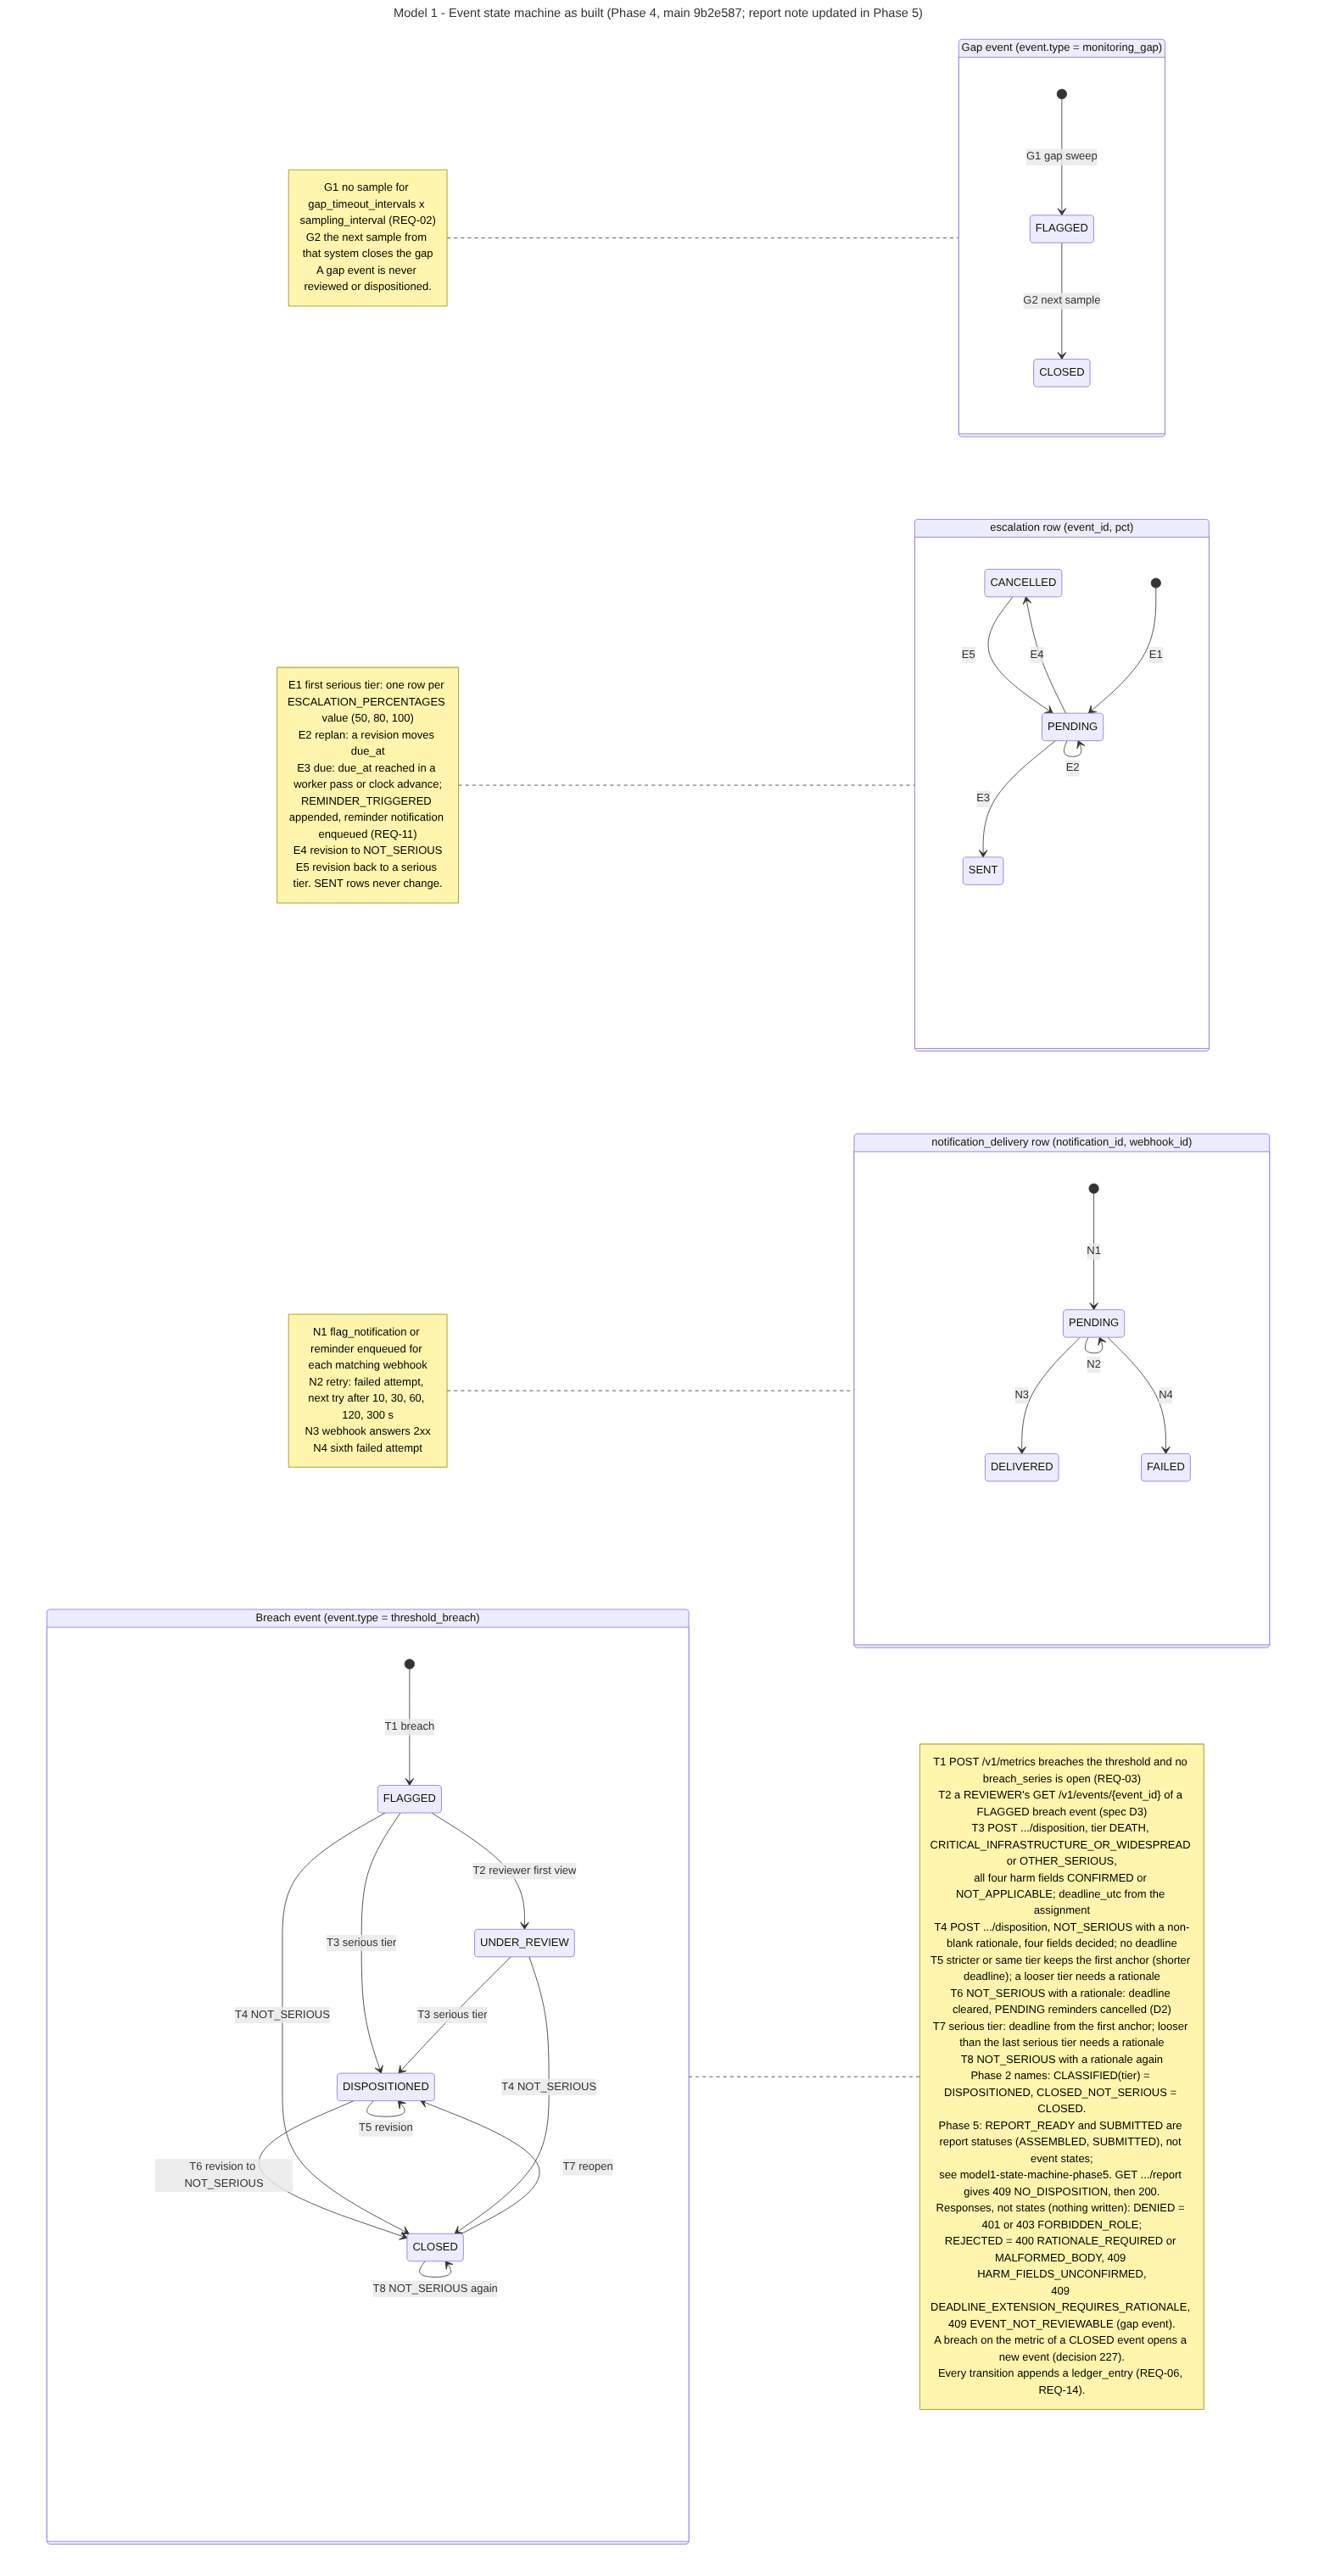 Model 1 - Event state machine as built (Phase 4, main 9b2e587; report note updated in Phase 5)
Gap event (event.type = monitoring_gap)
G1 gap sweep
FLAGGED
G2 next sample
CLOSED
G1 no sample for
gap_timeout_intervals x
sampling_interval (REQ-02)
G2 the next sample from
that system closes the gap
A gap event is never
reviewed or dispositioned.
escalation row (event_id, pct)
CANCELLED
E5
E4
E1
PENDING
E2
E3
SENT
E1 first serious tier: one row per
ESCALATION_PERCENTAGES
value (50, 80, 100)
E2 replan: a revision moves
due_at
E3 due: due_at reached in a
worker pass or clock advance;
REMINDER_TRIGGERED
appended, reminder notification
enqueued (REQ-11)
E4 revision to NOT_SERIOUS
E5 revision back to a serious
tier. SENT rows never change.
notification_delivery row (notification_id, webhook_id)
N1
PENDING
N2
N3
N4
DELIVERED
FAILED
N1 flag_notification or
reminder enqueued for
each matching webhook
N2 retry: failed attempt,
next try after 10, 30, 60,
120, 300 s
N3 webhook answers 2xx
N4 sixth failed attempt
Breach event (event.type = threshold_breach)
T1 breach
FLAGGED
T2 reviewer first view
UNDER_REVIEW
T3 serious tier
T4 NOT_SERIOUS
T3 serious tier
DISPOSITIONED
T4 NOT_SERIOUS
T5 revision
T6 revision to
NOT_SERIOUS
T7 reopen
CLOSED
T8 NOT_SERIOUS again
T1 POST /v1/metrics breaches the threshold and no
breach_series is open (REQ-03)
T2 a REVIEWER's GET /v1/events/{event_id} of a
FLAGGED breach event (spec D3)
T3 POST .../disposition, tier DEATH,
CRITICAL_INFRASTRUCTURE_OR_WIDESPREAD
or OTHER_SERIOUS,
all four harm fields CONFIRMED or
NOT_APPLICABLE; deadline_utc from the
assignment
T4 POST .../disposition, NOT_SERIOUS with a non-
blank rationale, four fields decided; no deadline
T5 stricter or same tier keeps the first anchor (shorter
deadline); a looser tier needs a rationale
T6 NOT_SERIOUS with a rationale: deadline
cleared, PENDING reminders cancelled (D2)
T7 serious tier: deadline from the first anchor; looser
than the last serious tier needs a rationale
T8 NOT_SERIOUS with a rationale again
Phase 2 names: CLASSIFIED(tier) =
DISPOSITIONED, CLOSED_NOT_SERIOUS =
CLOSED.
Phase 5: REPORT_READY and SUBMITTED are
report statuses (ASSEMBLED, SUBMITTED), not
event states;
see model1-state-machine-phase5. GET .../report
gives 409 NO_DISPOSITION, then 200.
Responses, not states (nothing written): DENIED =
401 or 403 FORBIDDEN_ROLE;
REJECTED = 400 RATIONALE_REQUIRED or
MALFORMED_BODY, 409
HARM_FIELDS_UNCONFIRMED,
409
DEADLINE_EXTENSION_REQUIRES_RATIONALE,
409 EVENT_NOT_REVIEWABLE (gap event).
A breach on the metric of a CLOSED event opens a
new event (decision 227).
Every transition appends a ledger_entry (REQ-06,
REQ-14).